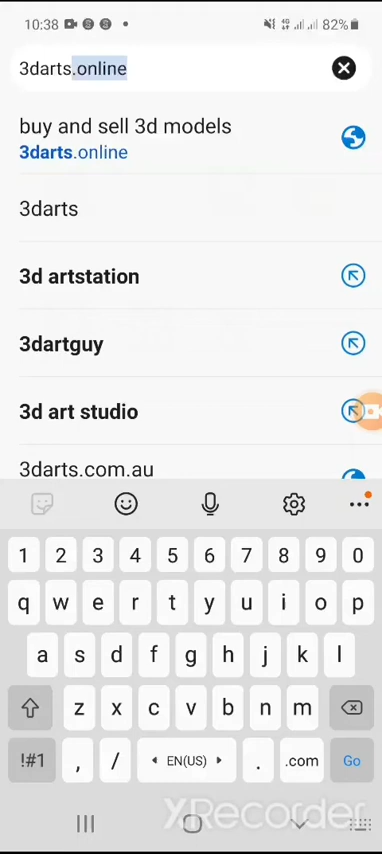 10:38 82%
3darts.online
buy and sell 3d models
3darts.online
3darts
3d artstation
3dartguy
3d art studio
3darts.com.au
1 2 3 4 5 6 7 8 9 0
q w e r t y u i o p
a s d f g h j k l
z x c v b n m
!#1 , / EN(US) . .com Go
XRecorder